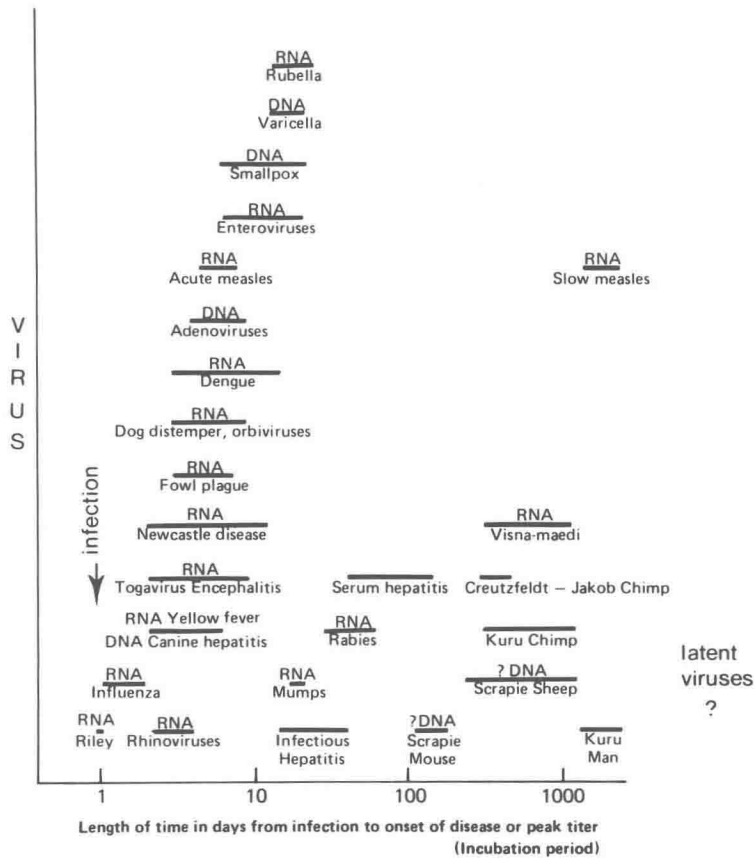 RNA
Rubella
DNA
Varicella
DNA
Smallpox
RNA
Enteroviruses
RNA
Acute measles
RNA
Slow measles
DNA
Adenoviruses
RNA
Dengue
RNA
Dog distemper, orbiviruses
RNA
Fowl plague
RNA
Newcastle disease
RNA
Visna-maedi
RNA
Togavirus Encephalitis
Serum hepatitis
Creutzfeldt – Jakob Chimp
RNA Yellow fever
DNA Canine hepatitis
RNA
Rabies
Kuru Chimp
RNA
Influenza
RNA
Mumps
? DNA
Scrapie Sheep
RNA
Riley
RNA
Rhinoviruses
Infectious
Hepatitis
?DNA
Scrapie
Mouse
Kuru
Man
VIRUS
infection
latent
viruses
?
1
10
100
1000
Length of time in days from infection to onset of disease or peak titer
(Incubation period)